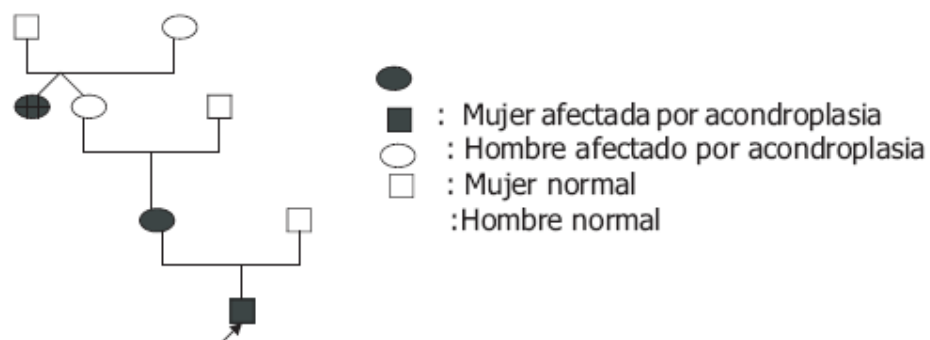 : Mujer afectada por acondroplasia
: Hombre afectado por acondroplasia
: Mujer normal
:Hombre normal